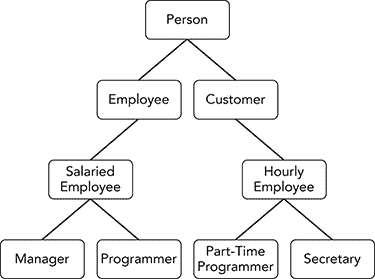 Person
Employee
Customer
Salaried
Employee
Hourly
Employee
Manager
Programmer
Part-Time
Programmer
Secretary